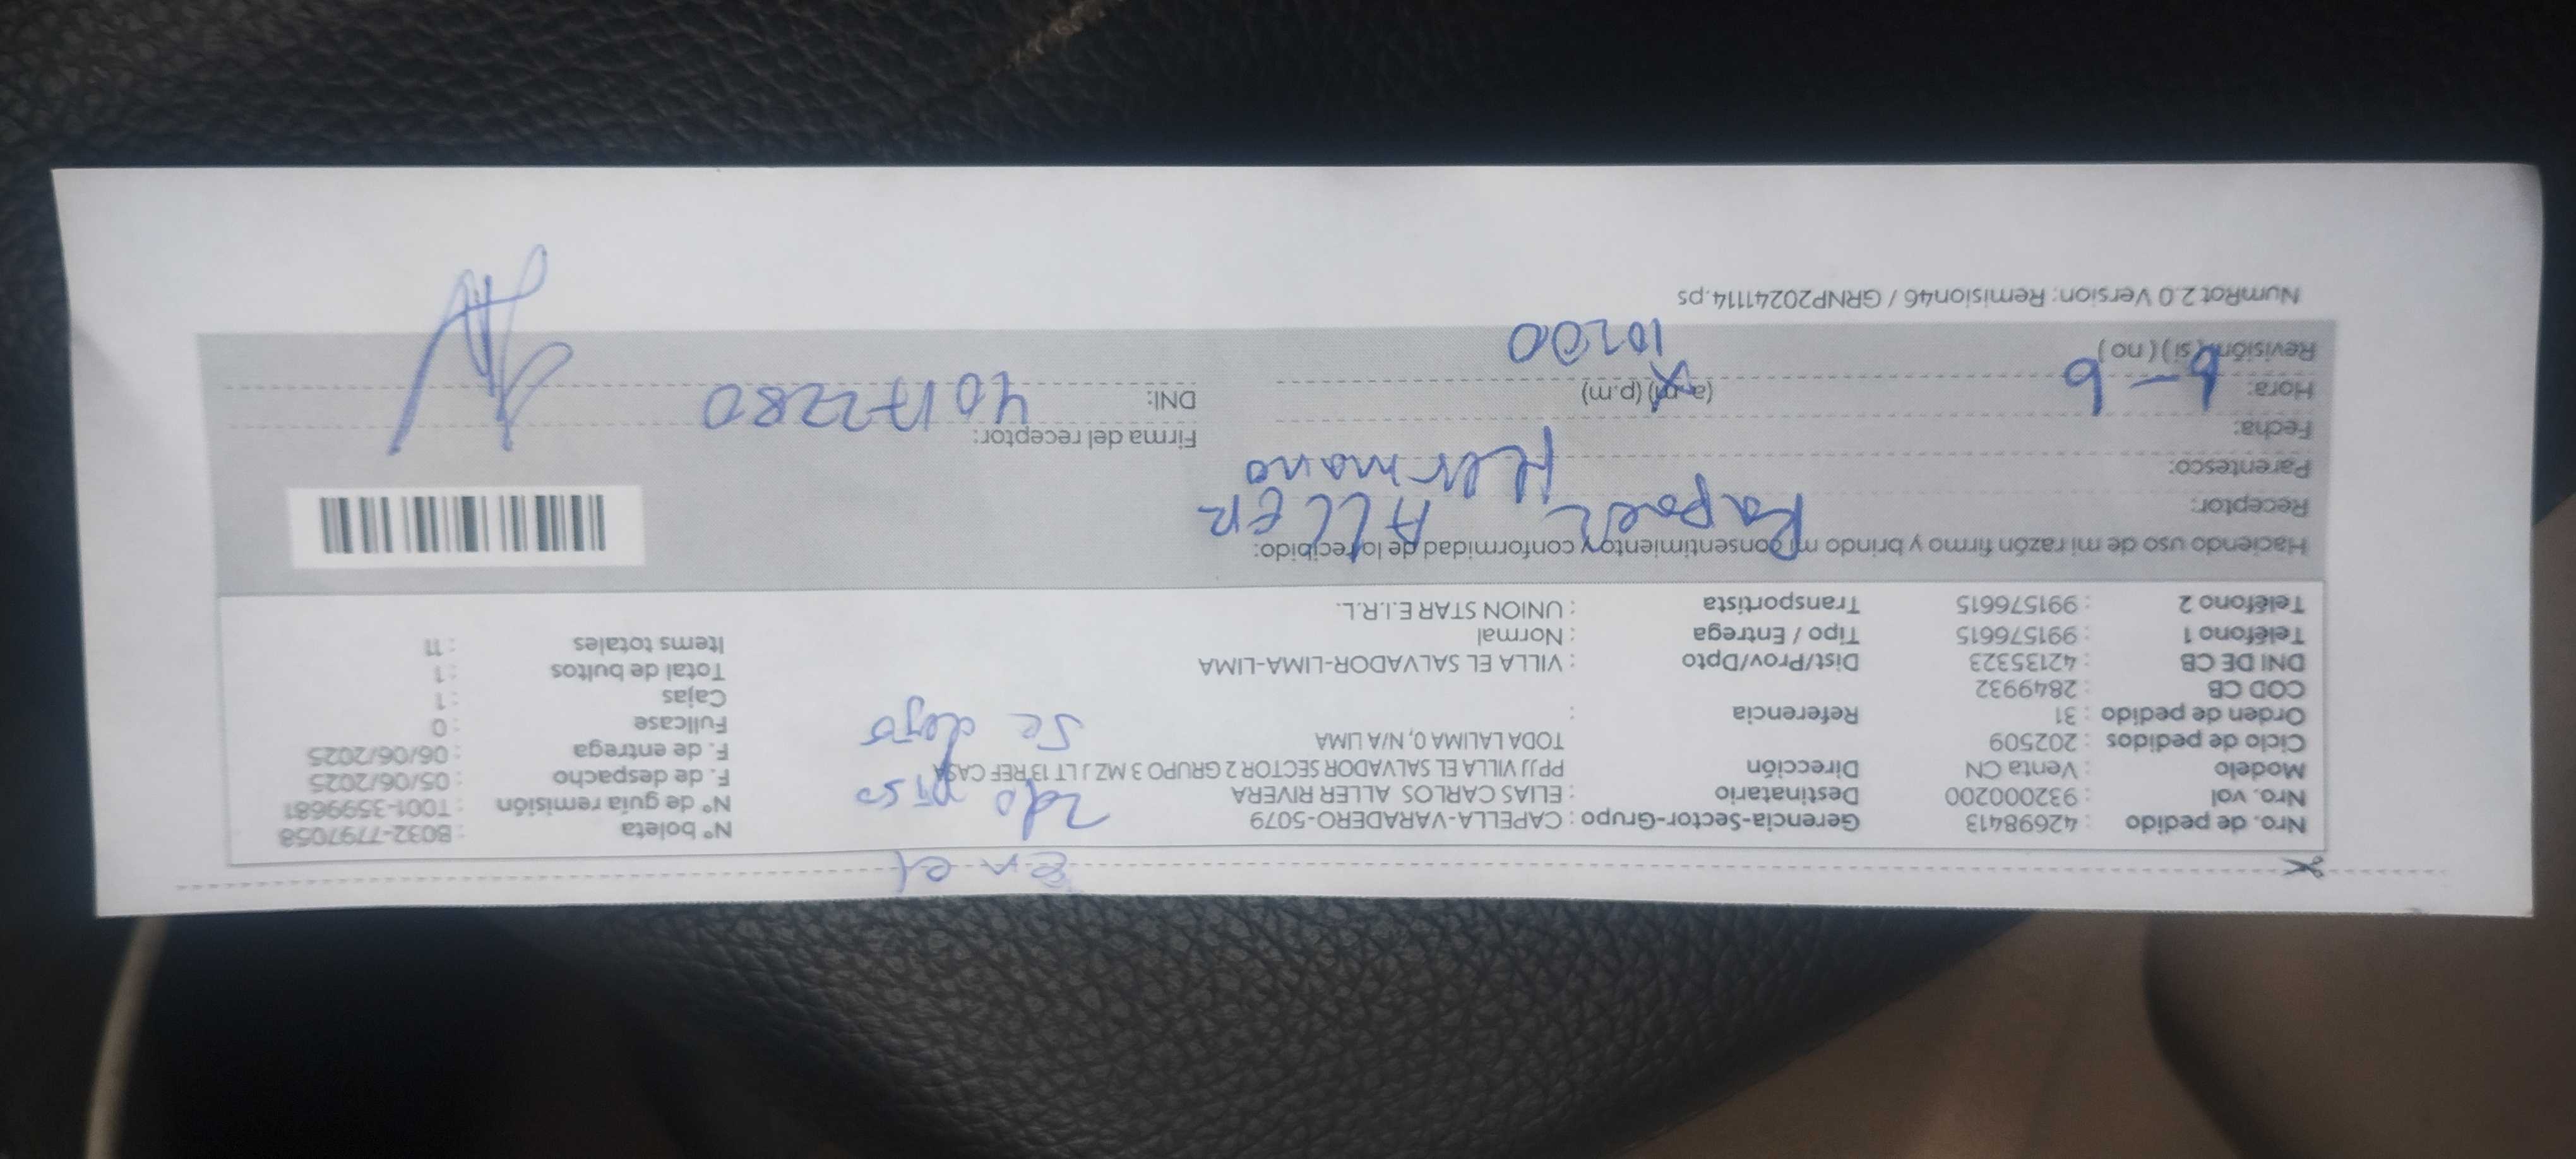 En el
Nro. de pedido : 42698413 Gerencia-Sector-Grupo : CAPELLA-VARADERO-5079 N° boleta : B032-7797058
Nro. vol : 932000200 Destinatario : ELIAS CARLOS ALLER RIVERA 2do piso N° de guía remisión : T001-3599681
Modelo : Venta CN Dirección PPJJ VILLA EL SALVADOR SECTOR 2 GRUPO 3 MZ J LT 13 REF CASA F. de despacho : 05/06/2025
Ciclo de pedidos : 202509 TODA LALIMA 0, N/A LIMA F. de entrega : 06/06/2025
Orden de pedido : 31 Referencia : Se dejo Fullcase : 0
COD CB : 2849932 Cajas : 1
DNI DE CB : 42135323 Dist/Prov/Dpto : VILLA EL SALVADOR-LIMA-LIMA Total de bultos : 1
Teléfono 1 : 991576615 Tipo / Entrega : Normal Items totales : 11
Teléfono 2 : 991576615 Transportista : UNION STAR E.I.R.L.
Haciendo uso de mi razón firmo y brindo mi consentimiento y conformidad de lo recibido:
Receptor: Rapael ALLER
Parentesco: Hermano
Fecha: 6-6 Firma del receptor:
Hora: (a.m) (p.m) 10:00 DNI: 40172280
Revisión ( si ) ( no )
NumRot 2.0 Version: Remision46 / GRNP20241114.ps